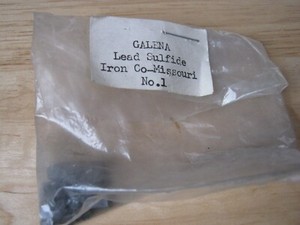 GALENA
Lead Sulfide
Iron Co-Missouri
No.1